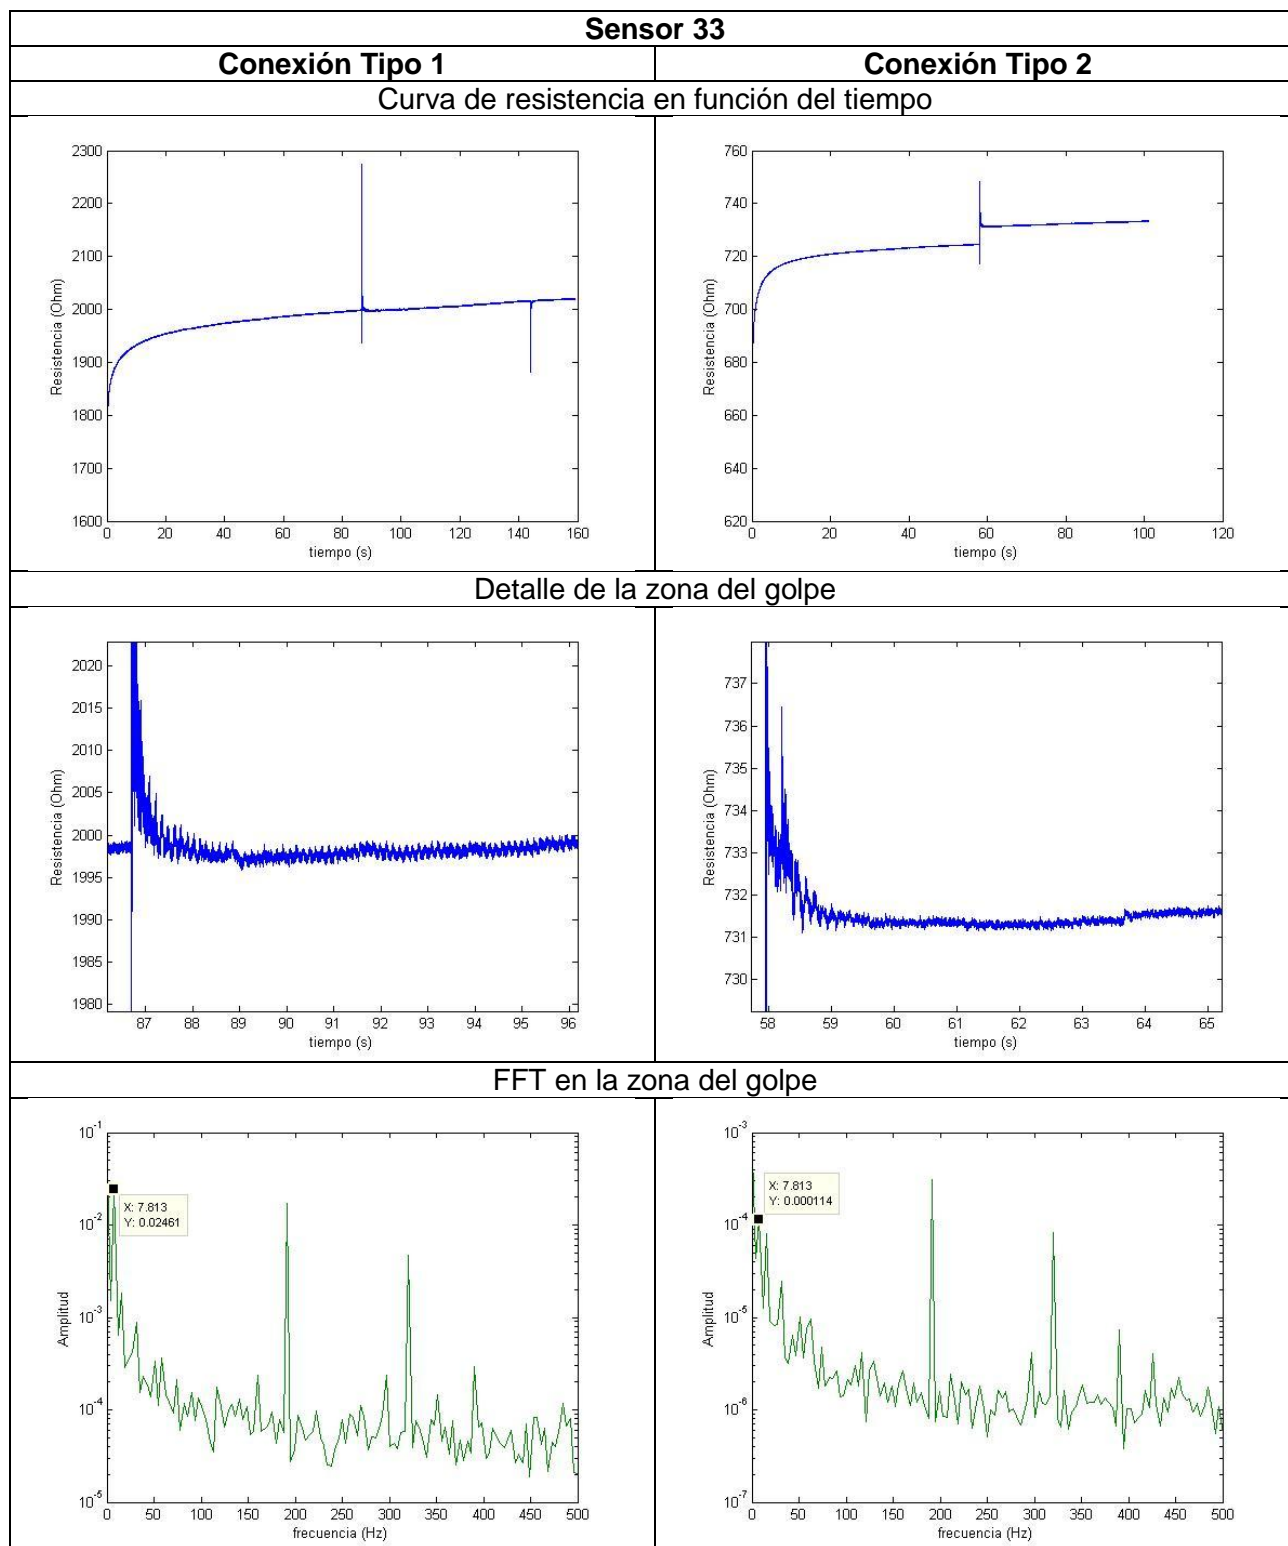 Sensor 33
Conexión Tipo 1
Conexión Tipo 2
Curva de resistencia en función del tiempo
2300
2200
2100
2000
1900
1800
1700
1600
Resistencia (Ohm)
0 20 40 60 80 100 120 140 160
tiempo (s)
760
740
720
700
680
660
640
620
Resistencia (Ohm)
0 20 40 60 80 100 120
tiempo (s)
Detalle de la zona del golpe
2020
2015
2010
2005
2000
1995
1990
1985
1980
Resistencia (Ohm)
87 88 89 90 91 92 93 94 95 96
tiempo (s)
737
736
735
734
733
732
731
730
Resistencia (Ohm)
58 59 60 61 62 63 64 65
tiempo (s)
FFT en la zona del golpe
10^-1
10^-2
10^-3
10^-4
10^-5
Amplitud
X: 7.813
Y: 0.02461
0 50 100 150 200 250 300 350 400 450 500
frecuencia (Hz)
10^-3
10^-4
10^-5
10^-6
10^-7
Amplitud
X: 7.813
Y: 0.000114
0 50 100 150 200 250 300 350 400 450 500
frecuencia (Hz)